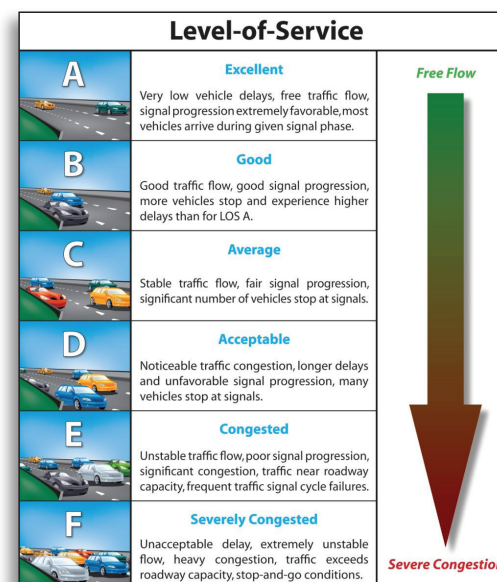 Level-of-Service
A
Excellent
Very low vehicle delays, free traffic flow,
signal progression extremely favorable, most
vehicles arrive during given signal phase.
B
Good
Good traffic flow, good signal progression,
more vehicles stop and experience higher
delays than for LOS A.
C
Average
Stable traffic flow, fair signal progression,
significant number of vehicles stop at signals.
D
Acceptable
Noticeable traffic congestion, longer delays
and unfavorable signal progression, many
vehicles stop at signals.
E
Congested
Unstable traffic flow, poor signal progression,
significant congestion, traffic near roadway
capacity, frequent traffic signal cycle failures.
F
Severely Congested
Unacceptable delay, extremely unstable
flow, heavy congestion, traffic exceeds
roadway capacity, stop-and-go conditions.
Free Flow
Severe Congestion